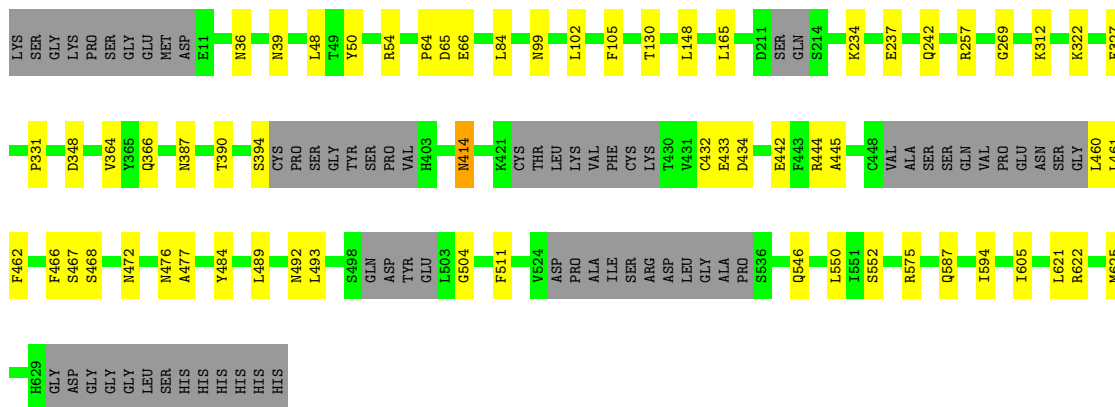 LYS SER GLY LYS PRO SER GLY GLU MET ASP E11 N36 N39 L48 T49 Y50 R54 P64 D65 E66 L84 N99 L102 F105 T130 L148 L165 D211 SER GLN S214 K234 E237 Q242 R257 G269 K312 K322
P331 D348 V364 Y365 Q366 N387 T390 S394 CYS PRO SER GLY TYR SER PRO VAL H403 N414 K421 CYS THR LEU LYS VAL PHE CYS LYS T430 V431 C432 E433 D434 E442 F443 R444 A445 C448 VAL ALA SER SER GLN VAL PRO GLU ASN SER GLY L460 L461
F462 F466 S467 S468 N472 N476 A477 Y484 L489 N492 L493 S498 GLN ASP TYR GLU L503 G504 F511 V524 ASP PRO ALA ILE SER ARG ASP LEU GLY ALA PRO S536 Q546 L550 I551 S552 R575 Q587 I594 I605 L621 R622
H629 GLY ASP GLY GLY GLY LEU SER HIS HIS HIS HIS HIS HIS